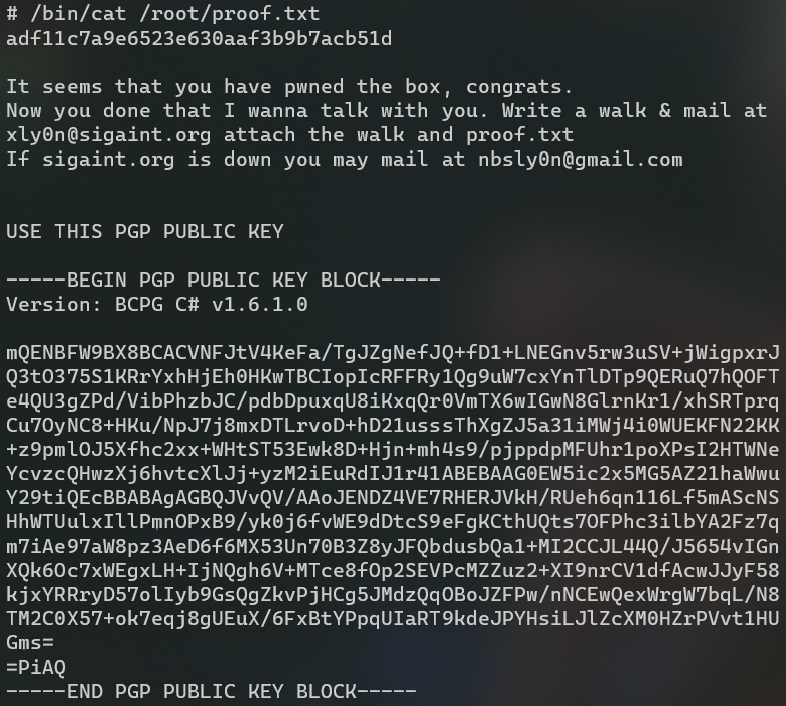 # /bin/cat /root/proof.txt
adf11c7a9e6523e630aaf3b9b7acb51d
It seems that you have pwned the box, congrats.
Now you done that I wanna talk with you. Write a walk & mail at
xly0n@sigaint.org attach the walk and proof.txt
If sigaint.org is down you may mail at nbsly0n@gmail.com
USE THIS PGP PUBLIC KEY
-----BEGIN PGP PUBLIC KEY BLOCK-----
Version: BCPG C# v1.6.1.0
mQENBFW9BX8BCACVNFJtV4KeFa/TgJZgNefJQ+fD1+LNEGnv5rw3uSV+jWigpxrJ
Q3tO375S1KRrYxhHjEh0HKwTBCIopIcRFFRy1Qg9uW7cxYnTlDTp9QERuQ7hQOFT
e4QU3gZPd/VibPhzbJC/pdbDpuxqU8iKxqQr0VmTX6wIGwN8GlrnKr1/xhSRTprq
Cu7OyNC8+HKu/NpJ7j8mxDTLrvoD+hD21usssThXgZJ5a31iMWj4i0WUEKFN22KK
+z9pmlOJ5Xfhc2xx+WHtST53Ewk8D+Hjn+mh4s9/pjppdpMFUhr1poXPsI2HTWNe
YcvzcQHwzXj6hvtcXlJj+yzM2iEuRdIJ1r41ABEBAAG0EW5ic2x5MG5AZ21haWwu
Y29tiQEcBBABAgAGBQJVvQV/AAoJENDZ4VE7RHERJVkH/RUeh6qn116Lf5mAScNS
HhWTUulxIllPmnOPxB9/yk0j6fvWE9dDtcS9eFgKCthUQts7OFPhc3ilbYA2Fz7q
m7iAe97aW8pz3AeD6f6MX53Un70B3Z8yJFQbdusbQa1+MI2CCJL44Q/J5654vIGn
XQk6Oc7xWEgxLH+IjNQgh6V+MTce8fOp2SEVPcMZZuz2+XI9nrCV1dfAcwJJyF58
kjxYRRryD57olIyb9GsQgZkvPjHCg5JMdzQqOBoJZFPw/nNCEwQexWrgW7bqL/N8
TM2C0X57+ok7eqj8gUEuX/6FxBtYPpqUIaRT9kdeJPYHsiLJlZcXM0HZrPVvt1HU
Gms=
=PiAQ
-----END PGP PUBLIC KEY BLOCK-----